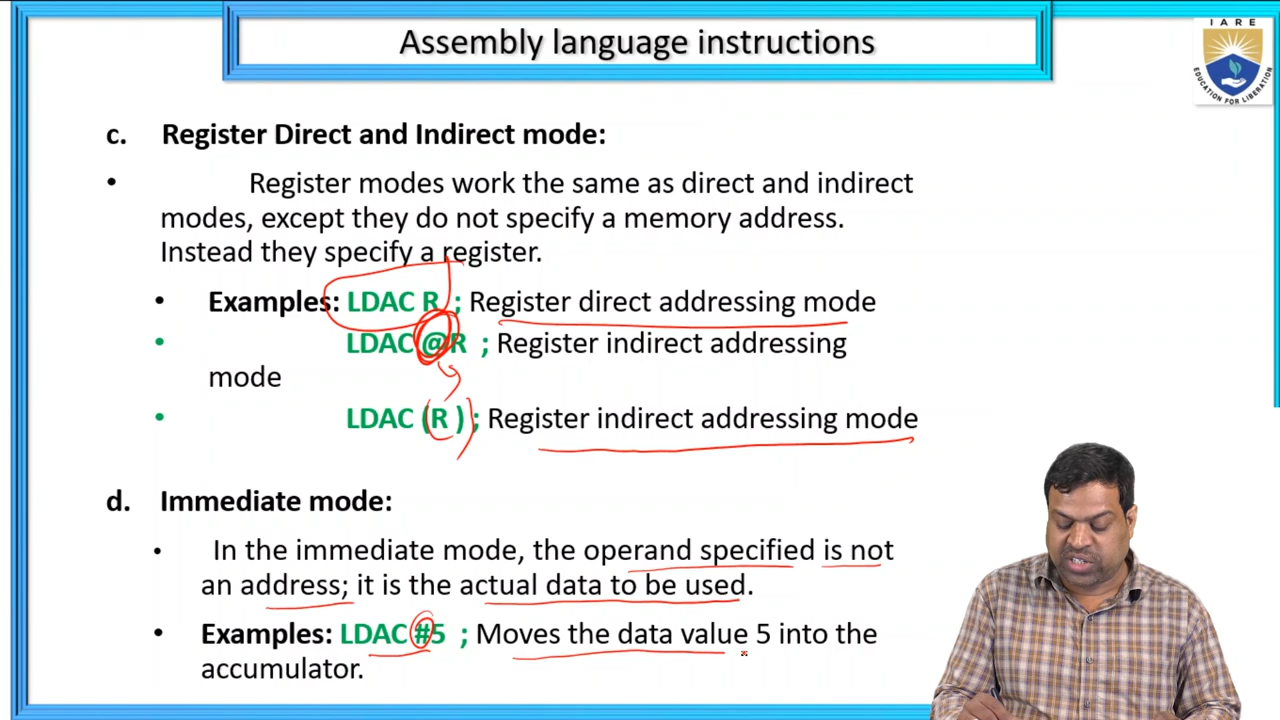 Assembly language instructions
IARE
EDUCATION FOR LIBERATION
c. Register Direct and Indirect mode:
• Register modes work the same as direct and indirect
modes, except they do not specify a memory address.
Instead they specify a register.
• Examples: LDAC R ; Register direct addressing mode
• LDAC @R ; Register indirect addressing
mode
• LDAC (R ) ; Register indirect addressing mode
d. Immediate mode:
• In the immediate mode, the operand specified is not
an address; it is the actual data to be used.
• Examples: LDAC #5 ; Moves the data value 5 into the
accumulator.